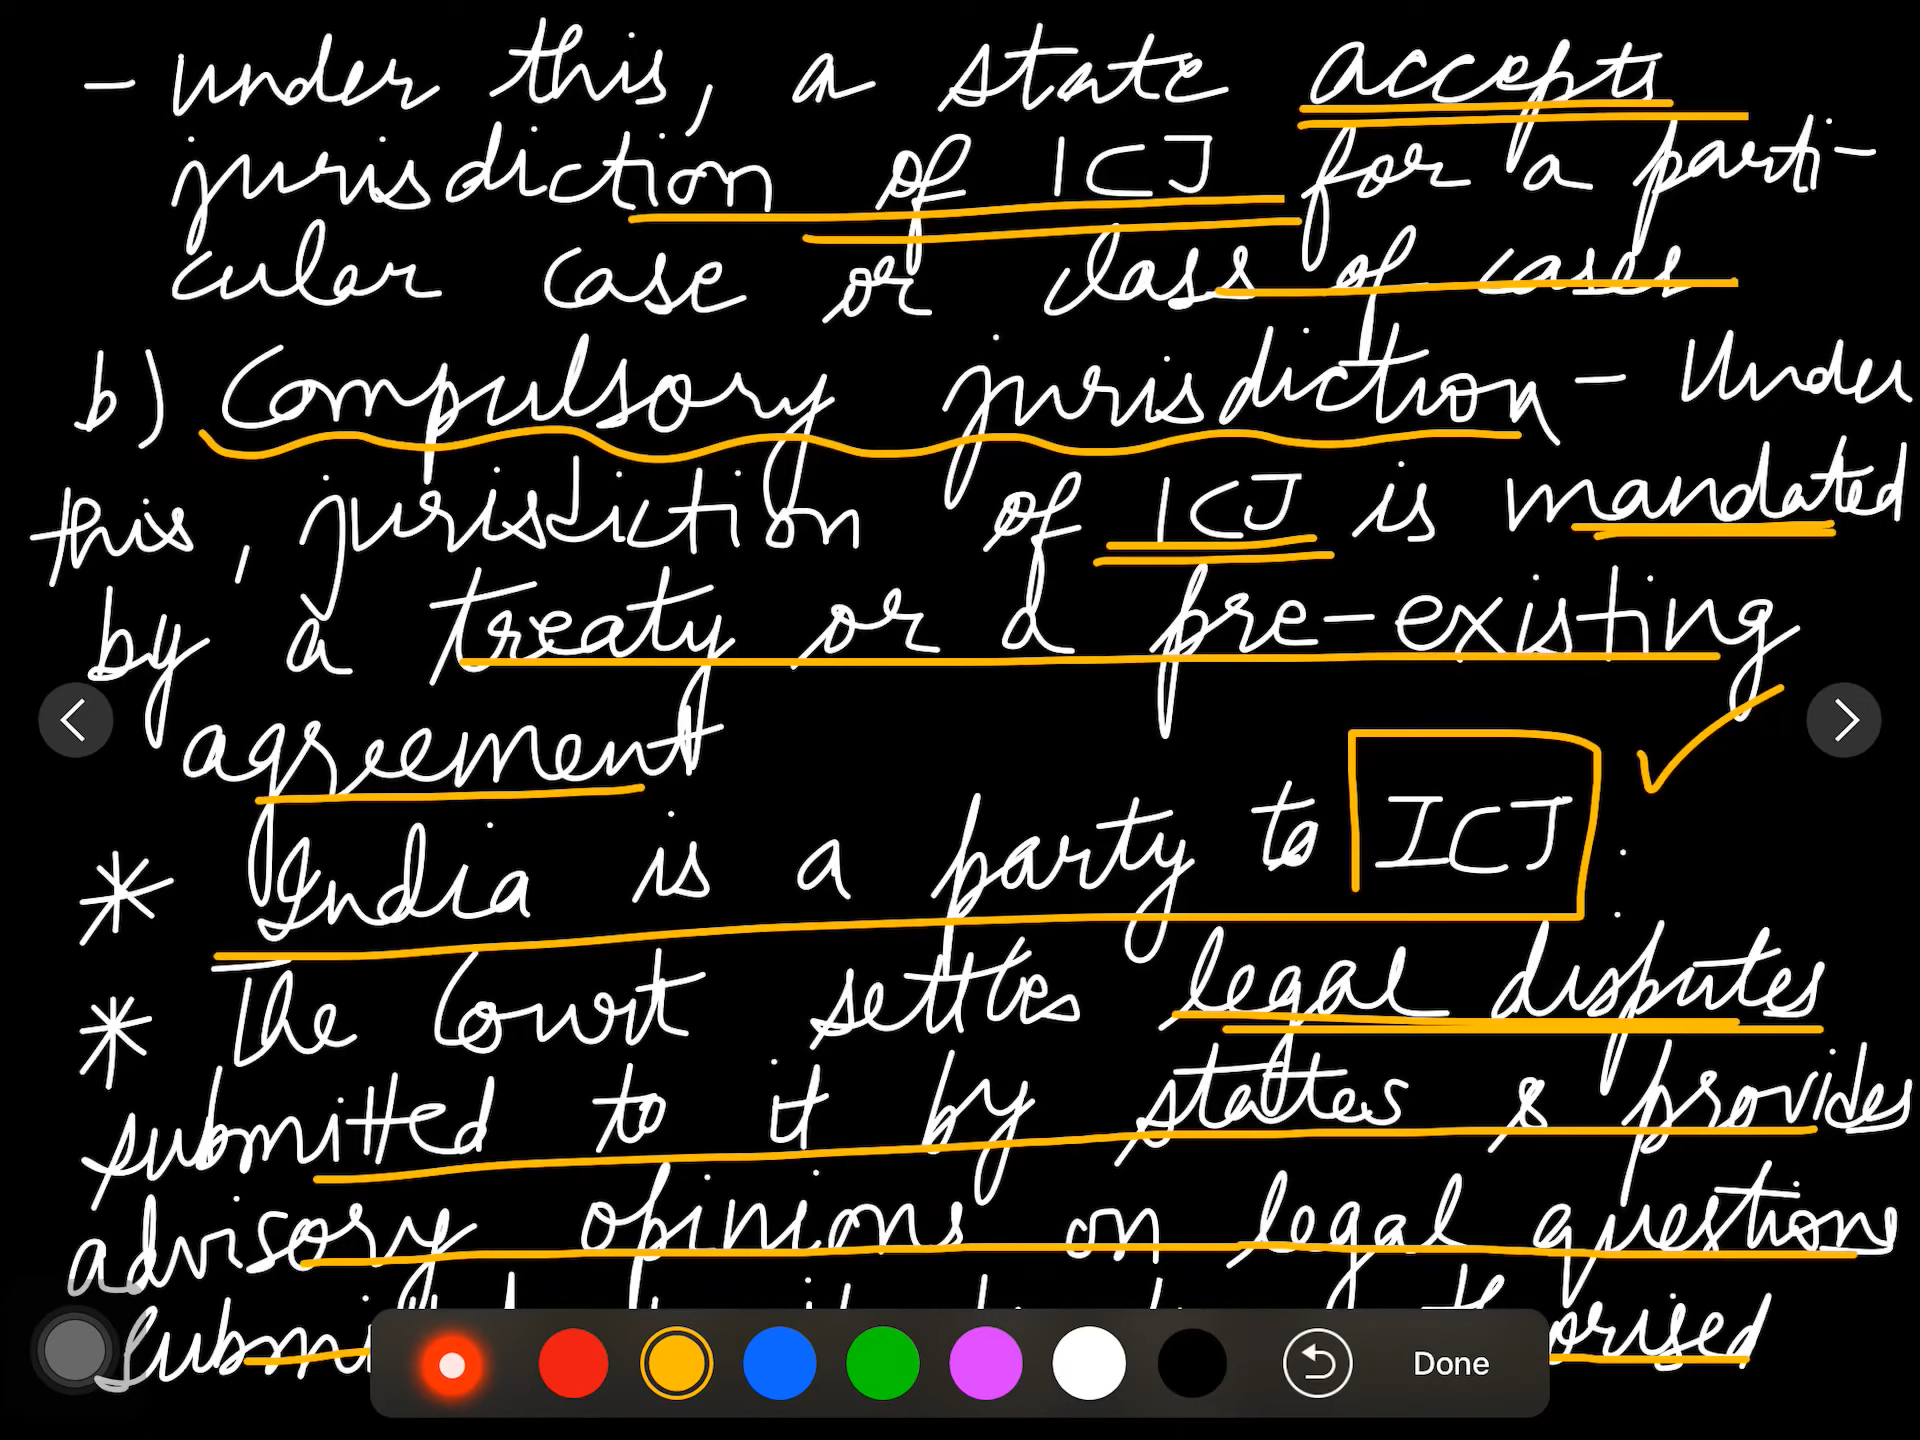 - under this, a state accepts
jurisdiction of ICJ for a parti-
cular case or class of cases
b) Compulsory jurisdiction - Under
this, jurisdiction of ICJ is mandated
by a treaty or a pre-existing
agreement
* India is a party to ICJ
* The Court settles legal disputes
submitted to it by states & provides
advisory opinions on legal questions
Done